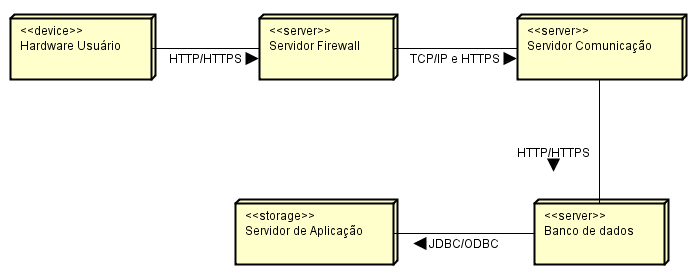 <<device>>
Hardware Usuário
HTTP/HTTPS
<<server>>
Servidor Firewall
TCP/IP e HTTPS
<<server>>
Servidor Comunicação
HTTP/HTTPS
<<storage>>
Servidor de Aplicação
JDBC/ODBC
<<server>>
Banco de dados